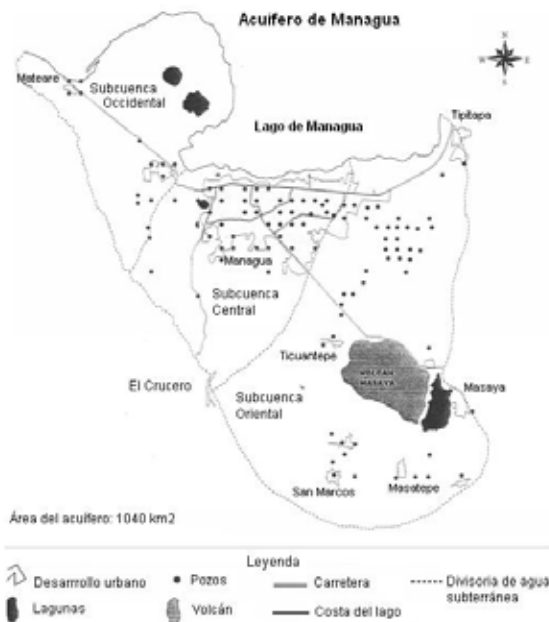 Acuífero de Managua
N
W
E
S
Mateare
Subcuenca
Occidental
Tipitapa
Lago de Managua
Managua
Subcuenca
Central
Ticuantepe
VOLCAN
MASAYA
El Crucero
Subcuenca
Oriental
Masaya
San Marcos
Masatepe
Área del acuífero: 1040 km2
Leyenda
Desarrrollo urbano
Pozos
Carretera
Divisoria de agua
subterránea
Lagunas
Volcán
Costa del lago